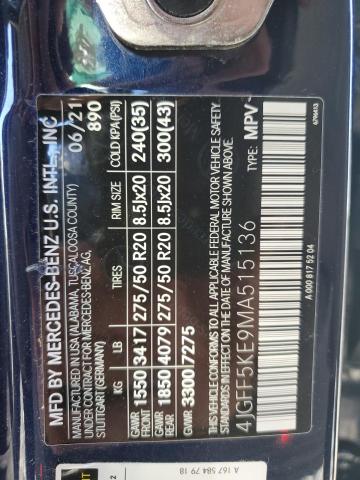 MFD BY MERCEDES-BENZ U.S. INTL., INC
MANUFACTURED IN USA (ALABAMA, TUSCALOOSA COUNTY)
UNDER CONTRACT FOR MERCEDES-BENZ AG,
STUTTGART (GERMANY)
06/21
890
KG LB TIRES RIM SIZE COLD KPA (PSI)
GAWR FRONT 1550 3417 275/50 R20 8.5Jx20 240(35)
GAWR REAR 1850 4079 275/50 R20 8.5Jx20 300(43)
GVWR 3300 7275
THIS VEHICLE CONFORMS TO ALL APPLICABLE FEDERAL MOTOR VEHICLE SAFETY
STANDARDS IN EFFECT ON THE DATE OF MANUFACTURE SHOWN ABOVE.
4JGFF5KE9MA515136 TYPE: MPV
A 000 817 52 04
A 167 584 79 18